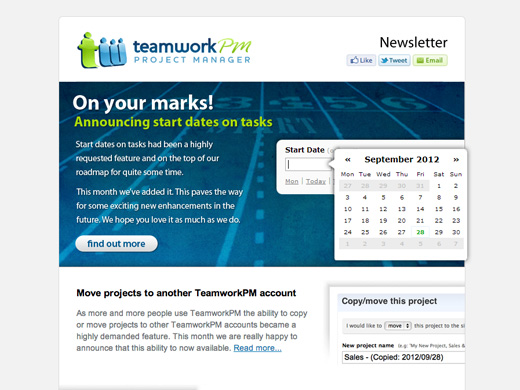 teamworkPM
PROJECT MANAGER
Newsletter
Like
Tweet
Email
On your marks!
Announcing start dates on tasks
Start dates on tasks had been a highly
requested feature and on the top of our
roadmap for quite some time.
This month we've added it. This paves the way
for some exciting new enhancements in the
future. We hope you love it as much as we do.
find out more
START
Start Date
Mon | Today |
« September 2012 »
Mon Tue Wed Thu Fri Sat Sun
27 28 29 30 31 1 2
3 4 5 6 7 8 9
10 11 12 13 14 15 16
17 18 19 20 21 22 23
24 25 26 27 28 29 30
1 2 3 4 5 6 7
Move projects to another TeamworkPM account
As more and more people use TeamworkPM the ability to copy
or move projects to other TeamworkPM accounts became a
highly demanded feature. This month we are really happy to
announce that this ability to now available. Read more...
Copy/move this project
I would like to move this project to the si
New project name (e.g. 'My New Project, Sales &
Sales - (Copied: 2012/09/28)